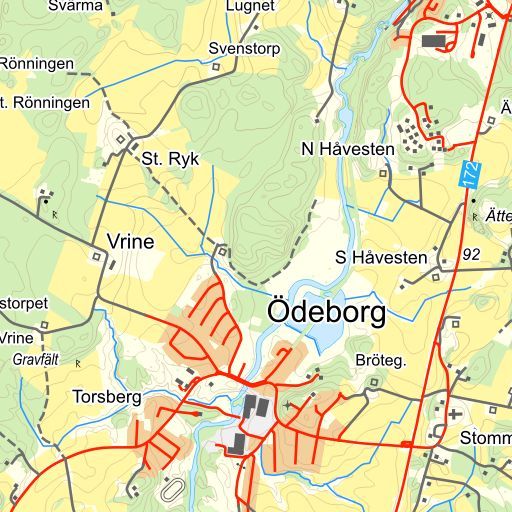 Svärma
Lugnet
Svenstorp
Rönningen
t. Rönningen
St. Ryk
N Håvesten
172
Ätte
Vrine
S Håvesten
92
storpet
Ödeborg
Vrine
Gravfält
Bröteg.
Torsberg
Stomm